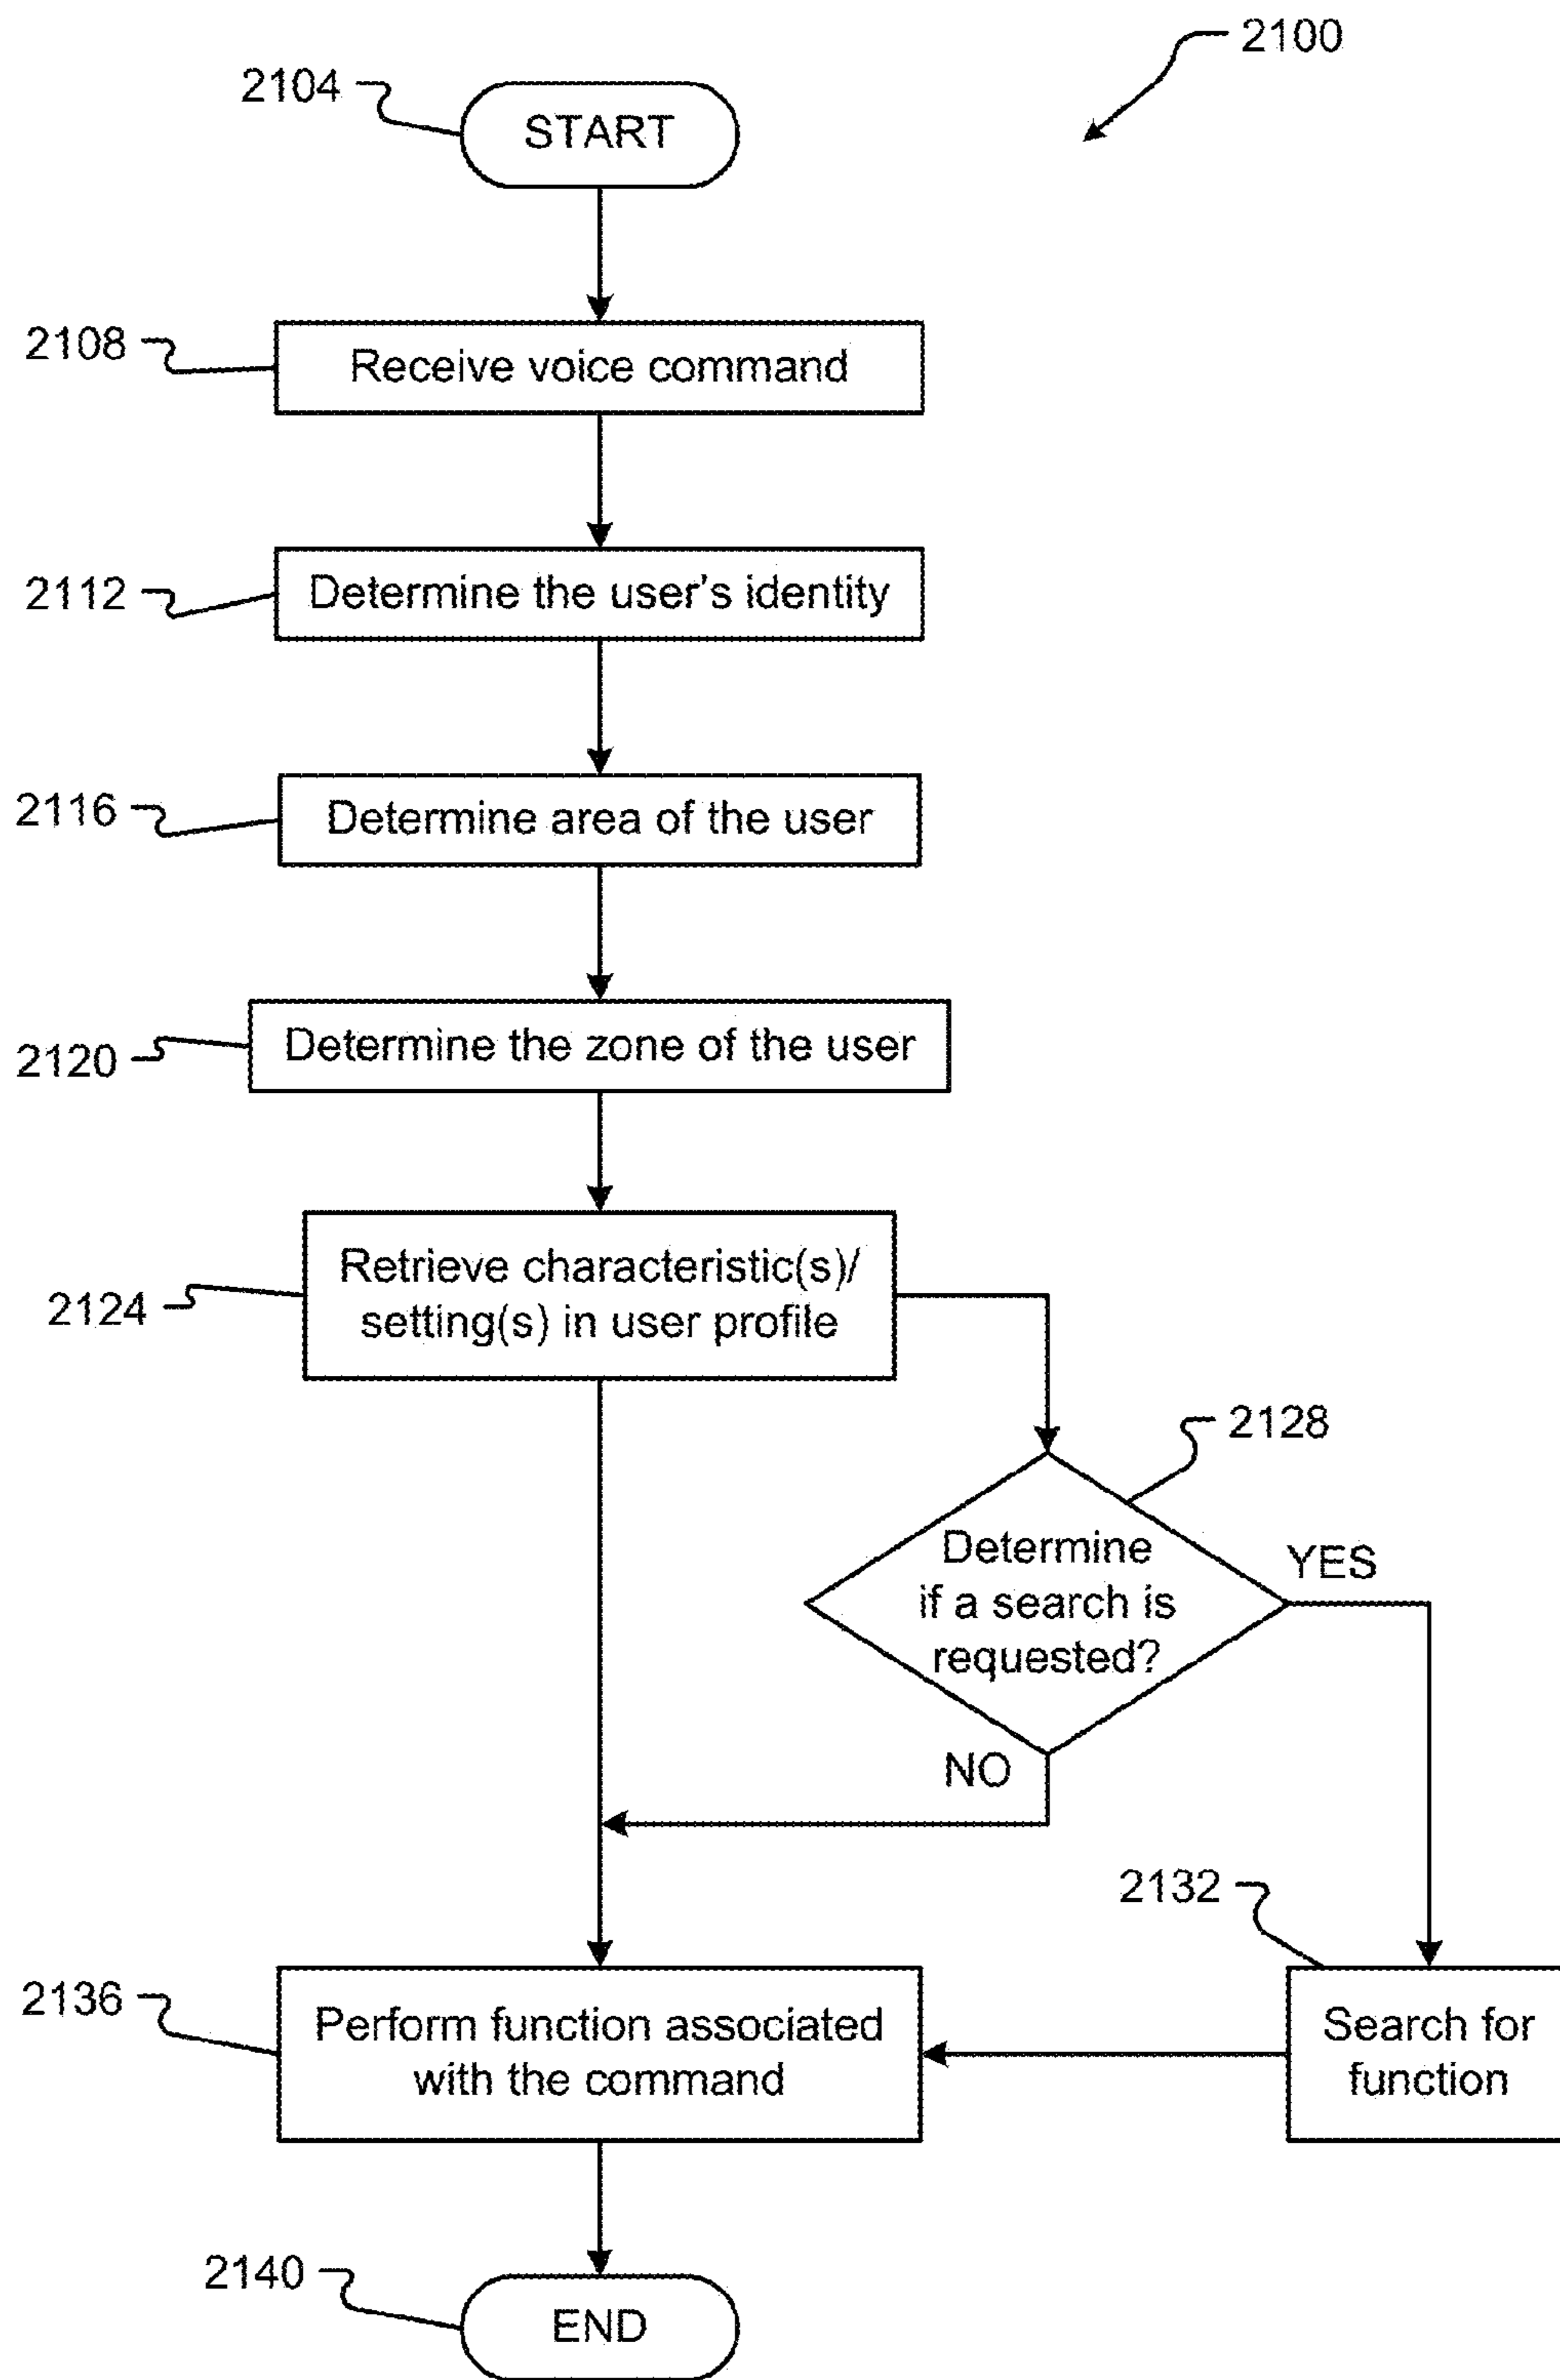 2100
2104
START
2108
Receive voice command
2112
Determine the user's identity
2116
Determine area of the user
2120
Determine the zone of the user
2124
Retrieve characteristic(s)/
setting(s) in user profile
2128
Determine
if a search is
requested?
YES
NO
2132
2136
Perform function associated
with the command
Search for
function
2140
END